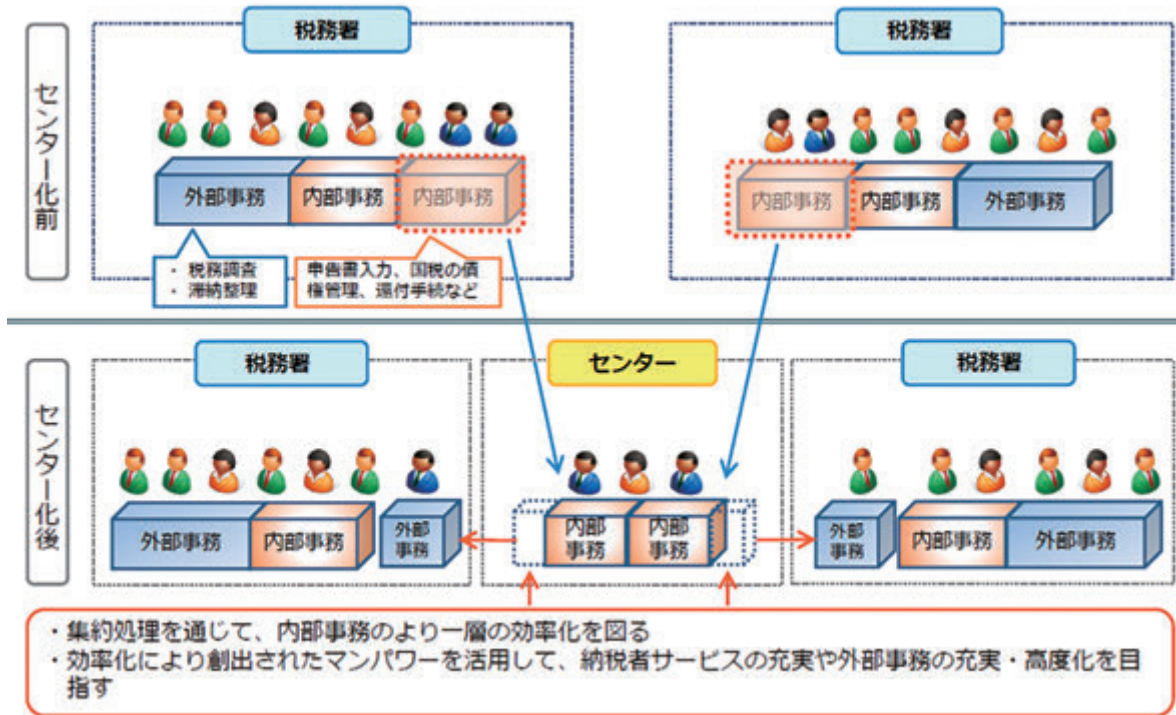 センター化前
税務署
税務署
外部事務
内部事務
内部事務
内部事務
内部事務
外部事務
・ 税務調査
・ 滞納整理
申告書入力、国税の債
権管理、還付手続など
センター化後
税務署
センター
税務署
外部事務
内部事務
外部
事務
内部
事務
内部
事務
外部
事務
内部事務
外部事務
・集約処理を通じて、内部事務のより一層の効率化を図る
・効率化により創出されたマンパワーを活用して、納税者サービスの充実や外部事務の充実・高度化を目
指す